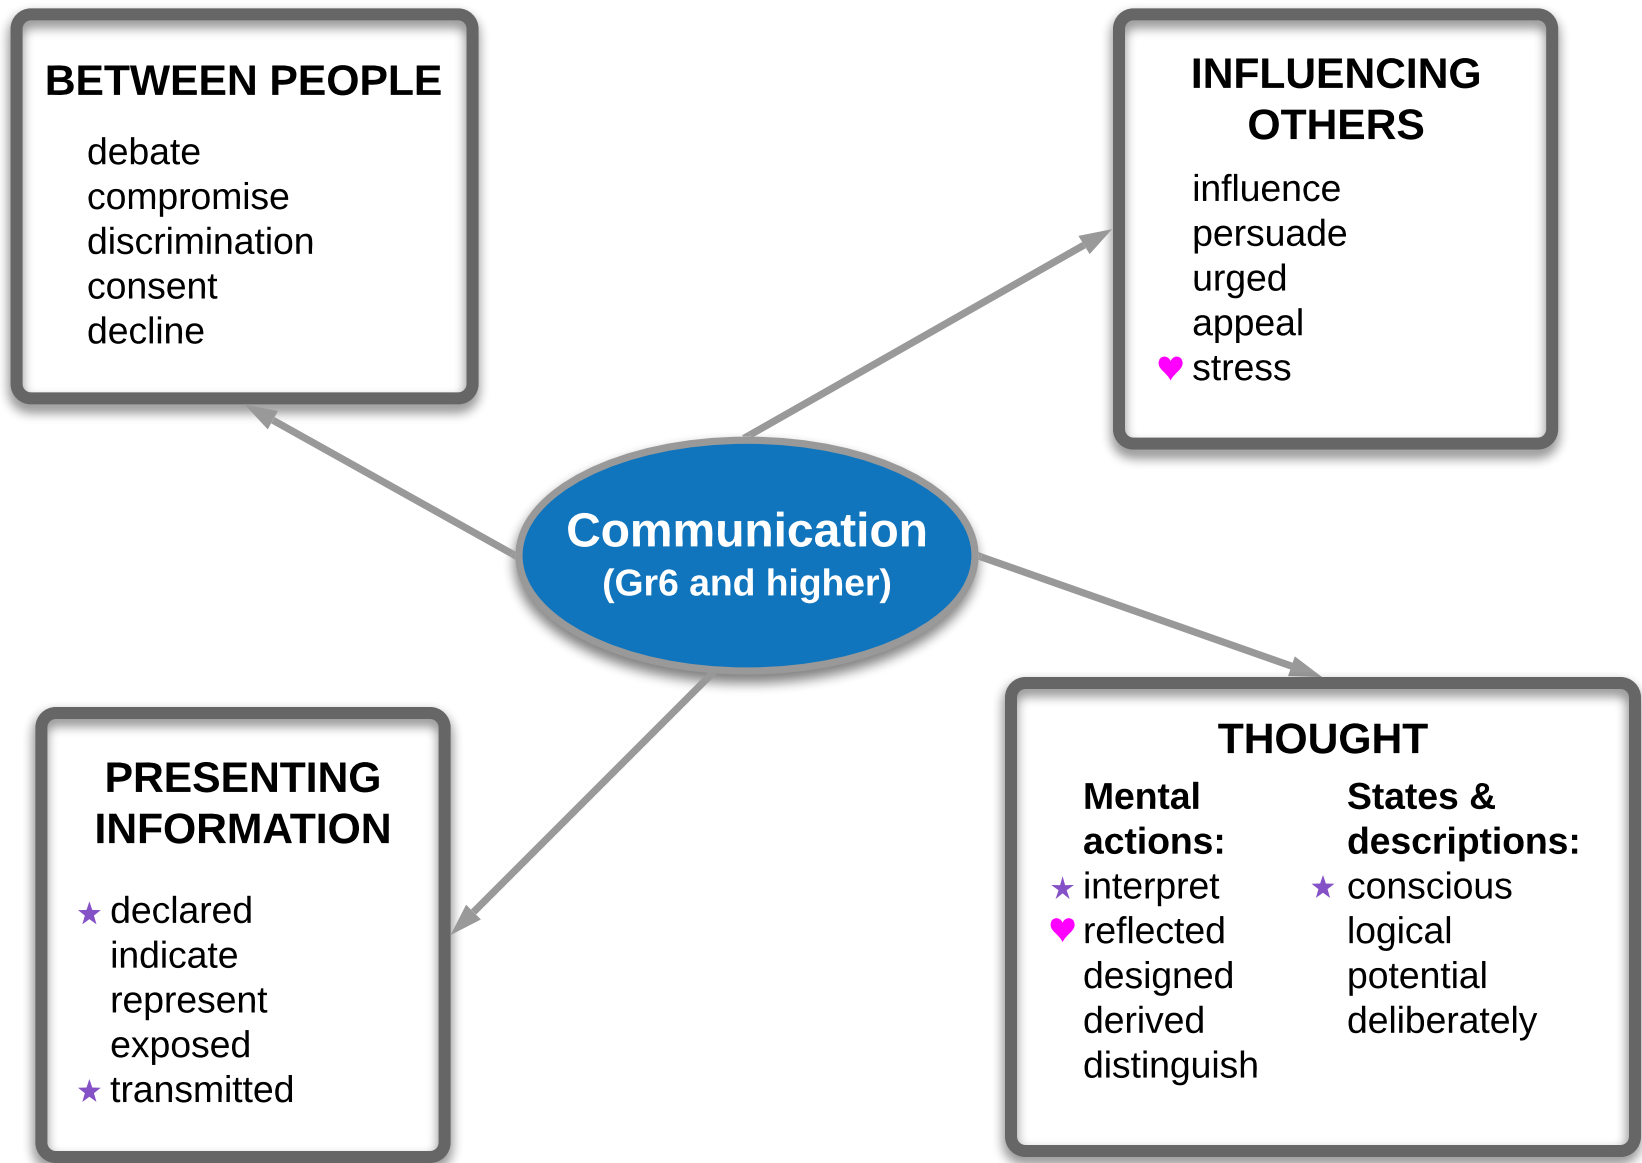 BETWEEN PEOPLE
debate
compromise
discrimination
consent
decline
INFLUENCING
OTHERS
influence
persuade
urged
appeal
stress
Communication
(Gr6 and higher)
PRESENTING
INFORMATION
declared
indicate
represent
exposed
transmitted
THOUGHT
Mental
actions:
interpret
reflected
designed
derived
distinguish
States &
descriptions:
conscious
logical
potential
deliberately